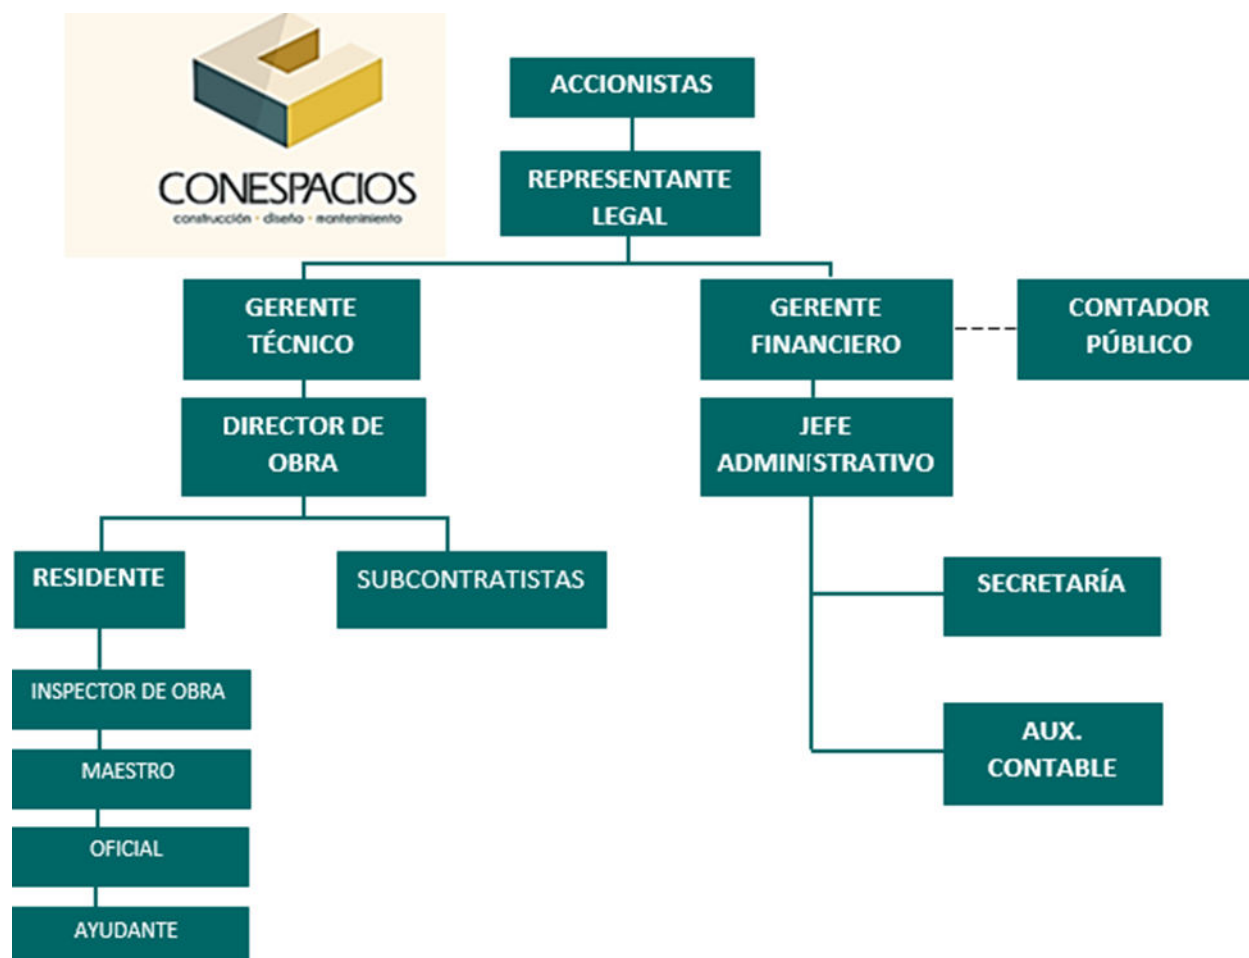 CONESPACIOS
construcción · diseño · mantenimiento
ACCIONISTAS
REPRESENTANTE
LEGAL
GERENTE
TÉCNICO
GERENTE
FINANCIERO
CONTADOR
PÚBLICO
DIRECTOR DE
OBRA
JEFE
ADMINISTRATIVO
RESIDENTE
SUBCONTRATISTAS
SECRETARÍA
INSPECTOR DE OBRA
MAESTRO
AUX.
CONTABLE
OFICIAL
AYUDANTE